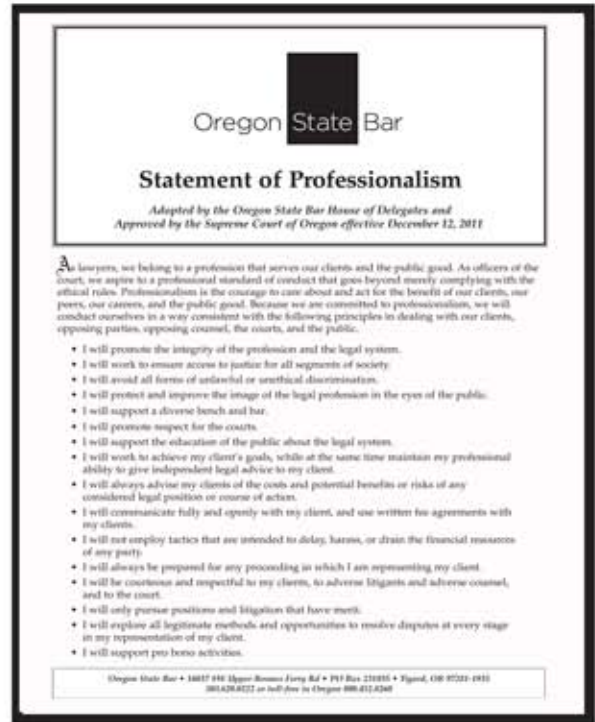 Oregon State Bar
Statement of Professionalism
Adopted by the Oregon State Bar House of Delegates and
Approved by the Supreme Court of Oregon effective December 12, 2011
As lawyers, we belong to a profession that serves our clients and the public good. As officers of the
court, we aspire to a professional standard of conduct that goes beyond merely complying with the
ethical rules. Professionalism is the courage to care about and act for the benefit of our clients, our
peers, our careers, and the public good. Because we are committed to professionalism, we will
conduct ourselves in a way consistent with the following principles in dealing with our clients,
opposing parties, opposing counsel, the courts, and the public.
• I will promote the integrity of the profession and the legal system.
• I will work to ensure access to justice for all segments of society.
• I will avoid all forms of unlawful or unethical discrimination.
• I will protect and improve the image of the legal profession in the eyes of the public.
• I will support a diverse bench and bar.
• I will promote respect for the courts.
• I will support the education of the public about the legal system.
• I will work to achieve my client's goals, while at the same time maintain my professional
ability to give independent legal advice to my client.
• I will always advise my clients of the costs and potential benefits or risks of any
considered legal position or course of action.
• I will communicate fully and openly with my client, and use written fee agreements with
my clients.
• I will not employ tactics that are intended to delay, harass, or drain the financial resources
of any party.
• I will always be prepared for any proceeding in which I am representing my client.
• I will be courteous and respectful to my clients, to adverse litigants and adverse counsel,
and to the court.
• I will only pursue positions and litigation that have merit.
• I will explore all legitimate methods and opportunities to resolve disputes at every stage
in my representation of my client.
• I will support pro bono activities.
Oregon State Bar • 16037 SW Upper Boones Ferry Rd • PO Box 231935 • Tigard, OR 97281-1935
503.620.0222 or toll-free in Oregon 800.452.8260